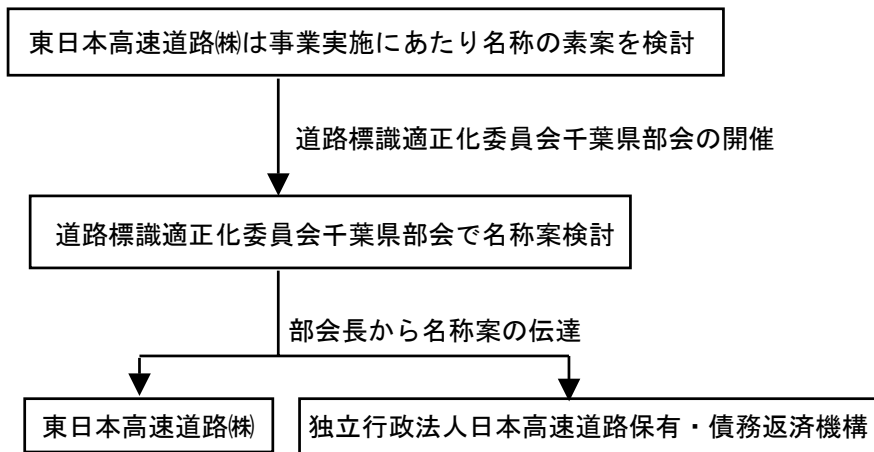 東日本高速道路㈱は事業実施にあたり名称の素案を検討
道路標識適正化委員会千葉県部会の開催
道路標識適正化委員会千葉県部会で名称案検討
部会長から名称案の伝達
東日本高速道路㈱
独立行政法人日本高速道路保有・債務返済機構